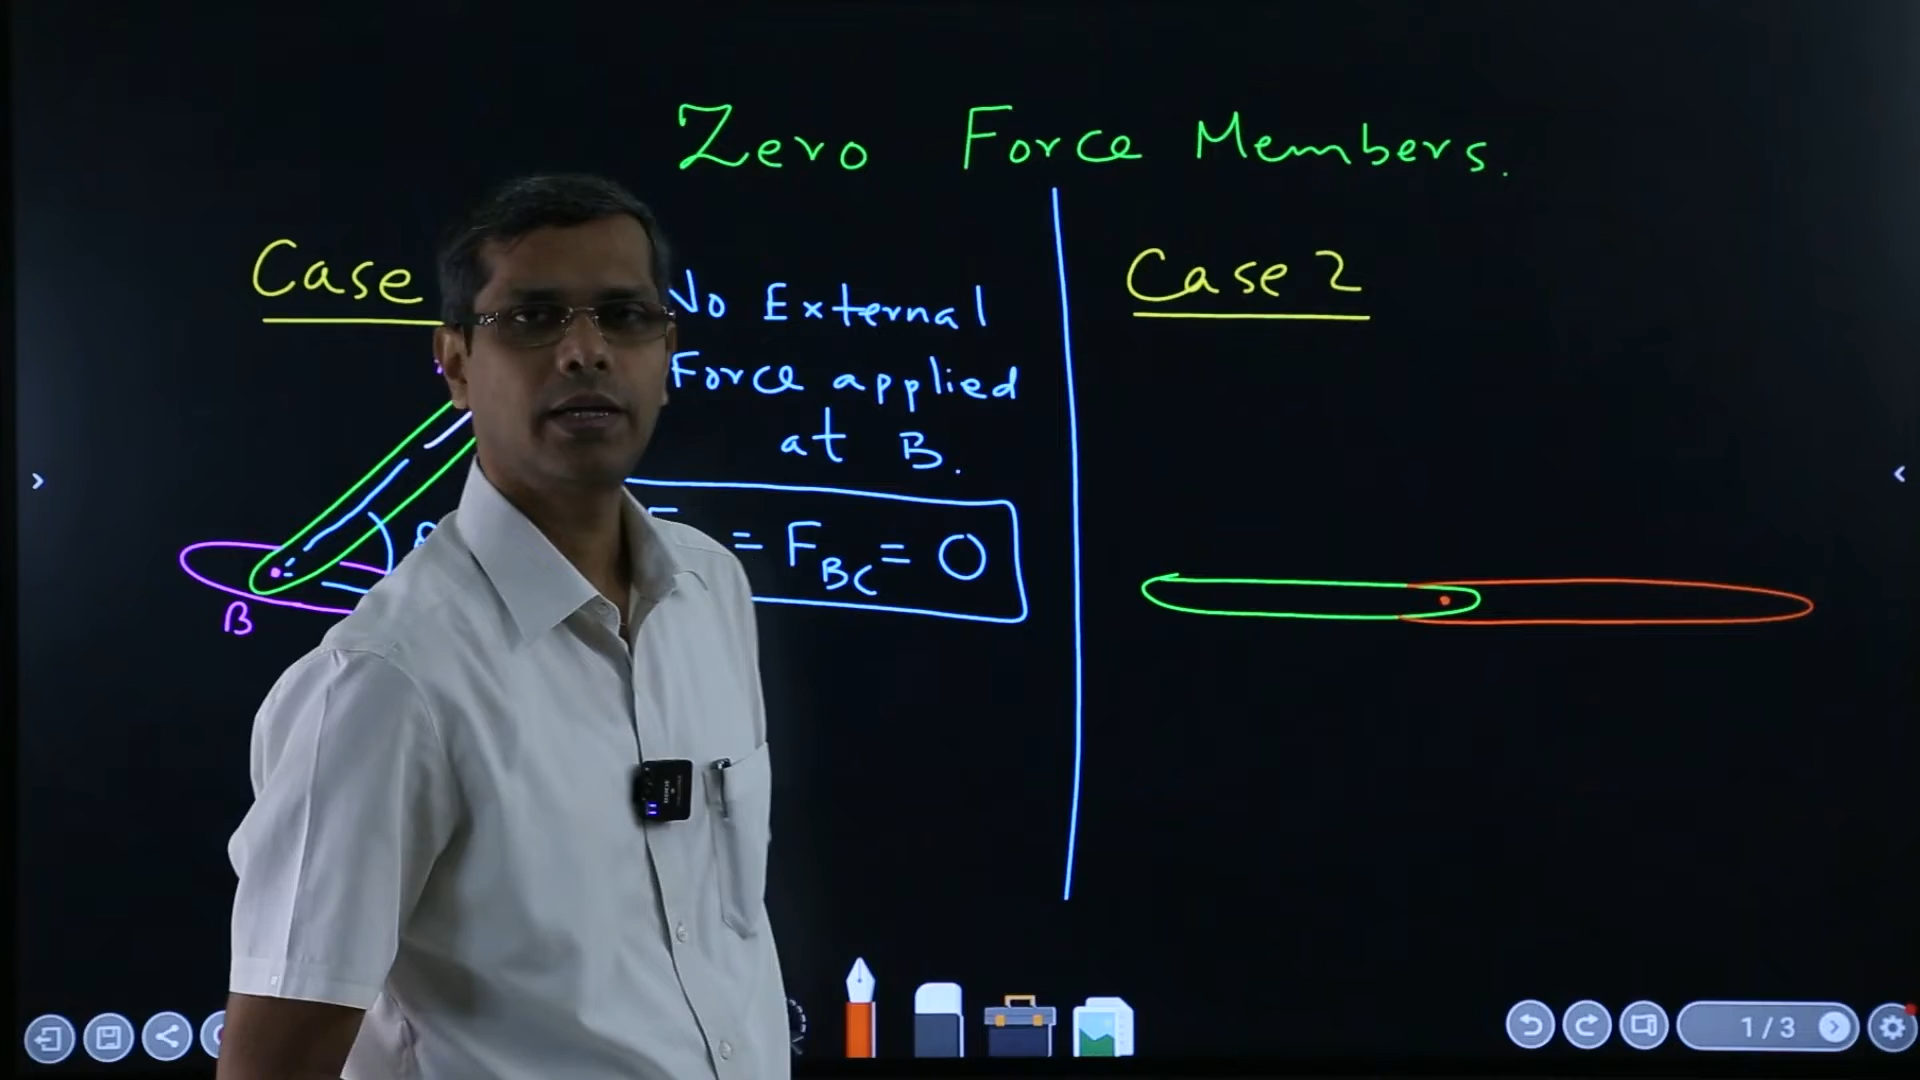 Zero Force Members.
Case
No External
Force applied
at B.
= F_BC = 0
B
Case 2
1/3